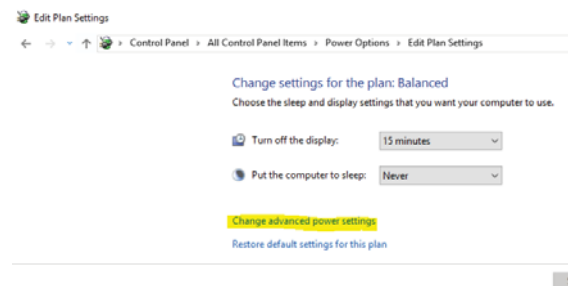 Edit Plan Settings
Control Panel > All Control Panel Items > Power Options > Edit Plan Settings
Change settings for the plan: Balanced
Choose the sleep and display settings that you want your computer to use.
Turn off the display: 15 minutes
Put the computer to sleep: Never
Change advanced power settings
Restore default settings for this plan